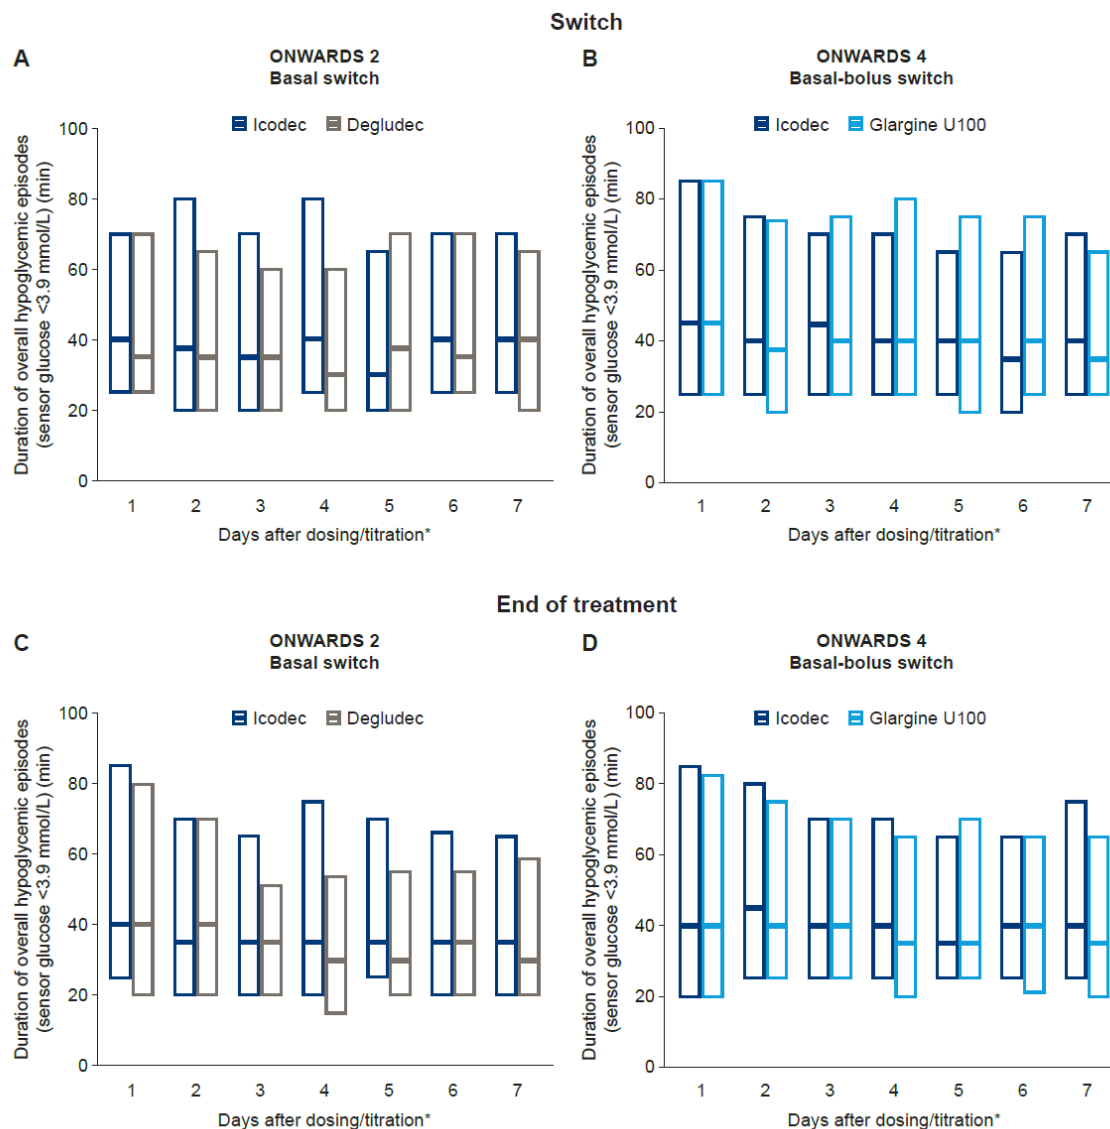 Switch
A
ONWARDS 2
Basal switch
Icodec
Degludec
Duration of overall hypoglycemic episodes
(sensor glucose <3.9 mmol/L) (min)
100
80
60
40
20
0
1 2 3 4 5 6 7
Days after dosing/titration*
B
ONWARDS 4
Basal-bolus switch
Icodec
Glargine U100
Duration of overall hypoglycemic episodes
(sensor glucose <3.9 mmol/L) (min)
100
80
60
40
20
0
1 2 3 4 5 6 7
Days after dosing/titration*
End of treatment
C
ONWARDS 2
Basal switch
Icodec
Degludec
Duration of overall hypoglycemic episodes
(sensor glucose <3.9 mmol/L) (min)
100
80
60
40
20
0
1 2 3 4 5 6 7
Days after dosing/titration*
D
ONWARDS 4
Basal-bolus switch
Icodec
Glargine U100
Duration of overall hypoglycemic episodes
(sensor glucose <3.9 mmol/L) (min)
100
80
60
40
20
0
1 2 3 4 5 6 7
Days after dosing/titration*